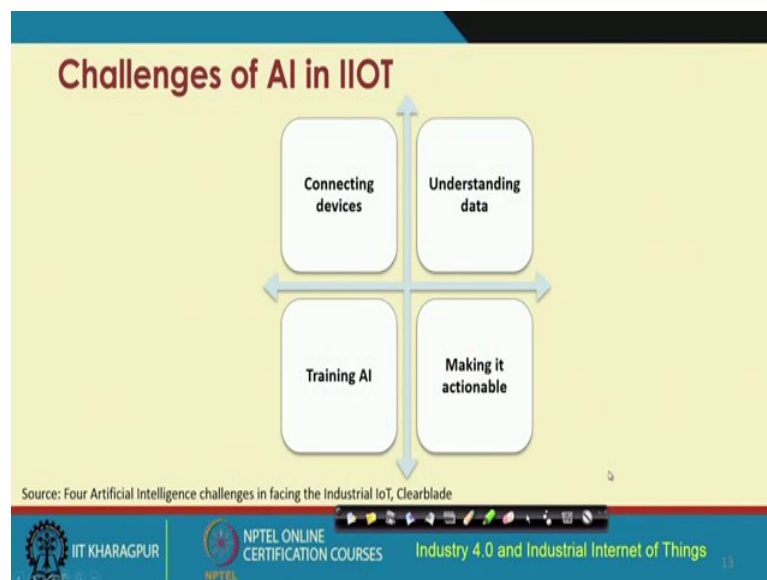 Challenges of AI in IIOT
Connecting
devices
Understanding
data
Training AI
Making it
actionable
Source: Four Artificial Intelligence challenges in facing the Industrial IoT, Clearblade
IIT KHARAGPUR
NPTEL
NPTEL ONLINE
CERTIFICATION COURSES
Industry 4.0 and Industrial Internet of Things
13